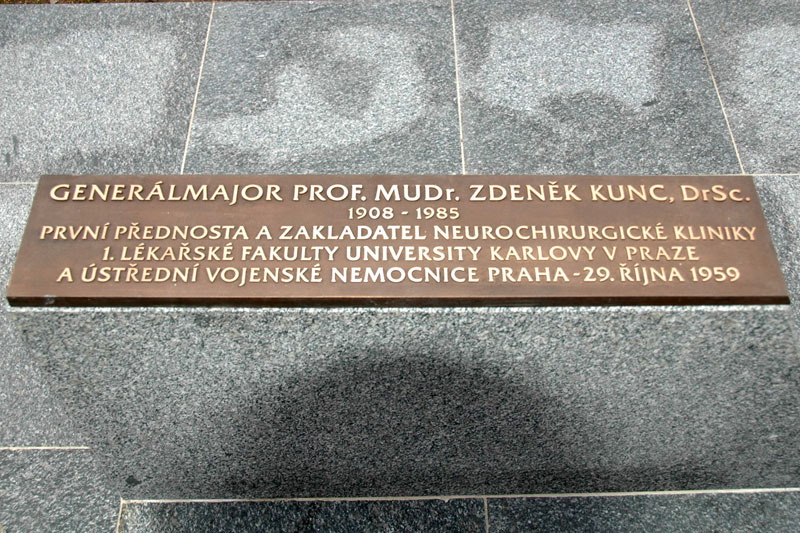 GENERÁLMAJOR PROF. MUDr. ZDENĚK KUNC, DrSc.
1908 - 1985
PRVNÍ PŘEDNOSTA A ZAKLADATEL NEUROCHIRURGICKÉ KLINIKY
1. LÉKAŘSKÉ FAKULTY UNIVERSITY KARLOVY V PRAZE
A ÚSTŘEDNÍ VOJENSKÉ NEMOCNICE PRAHA - 29. ŘÍJNA 1959